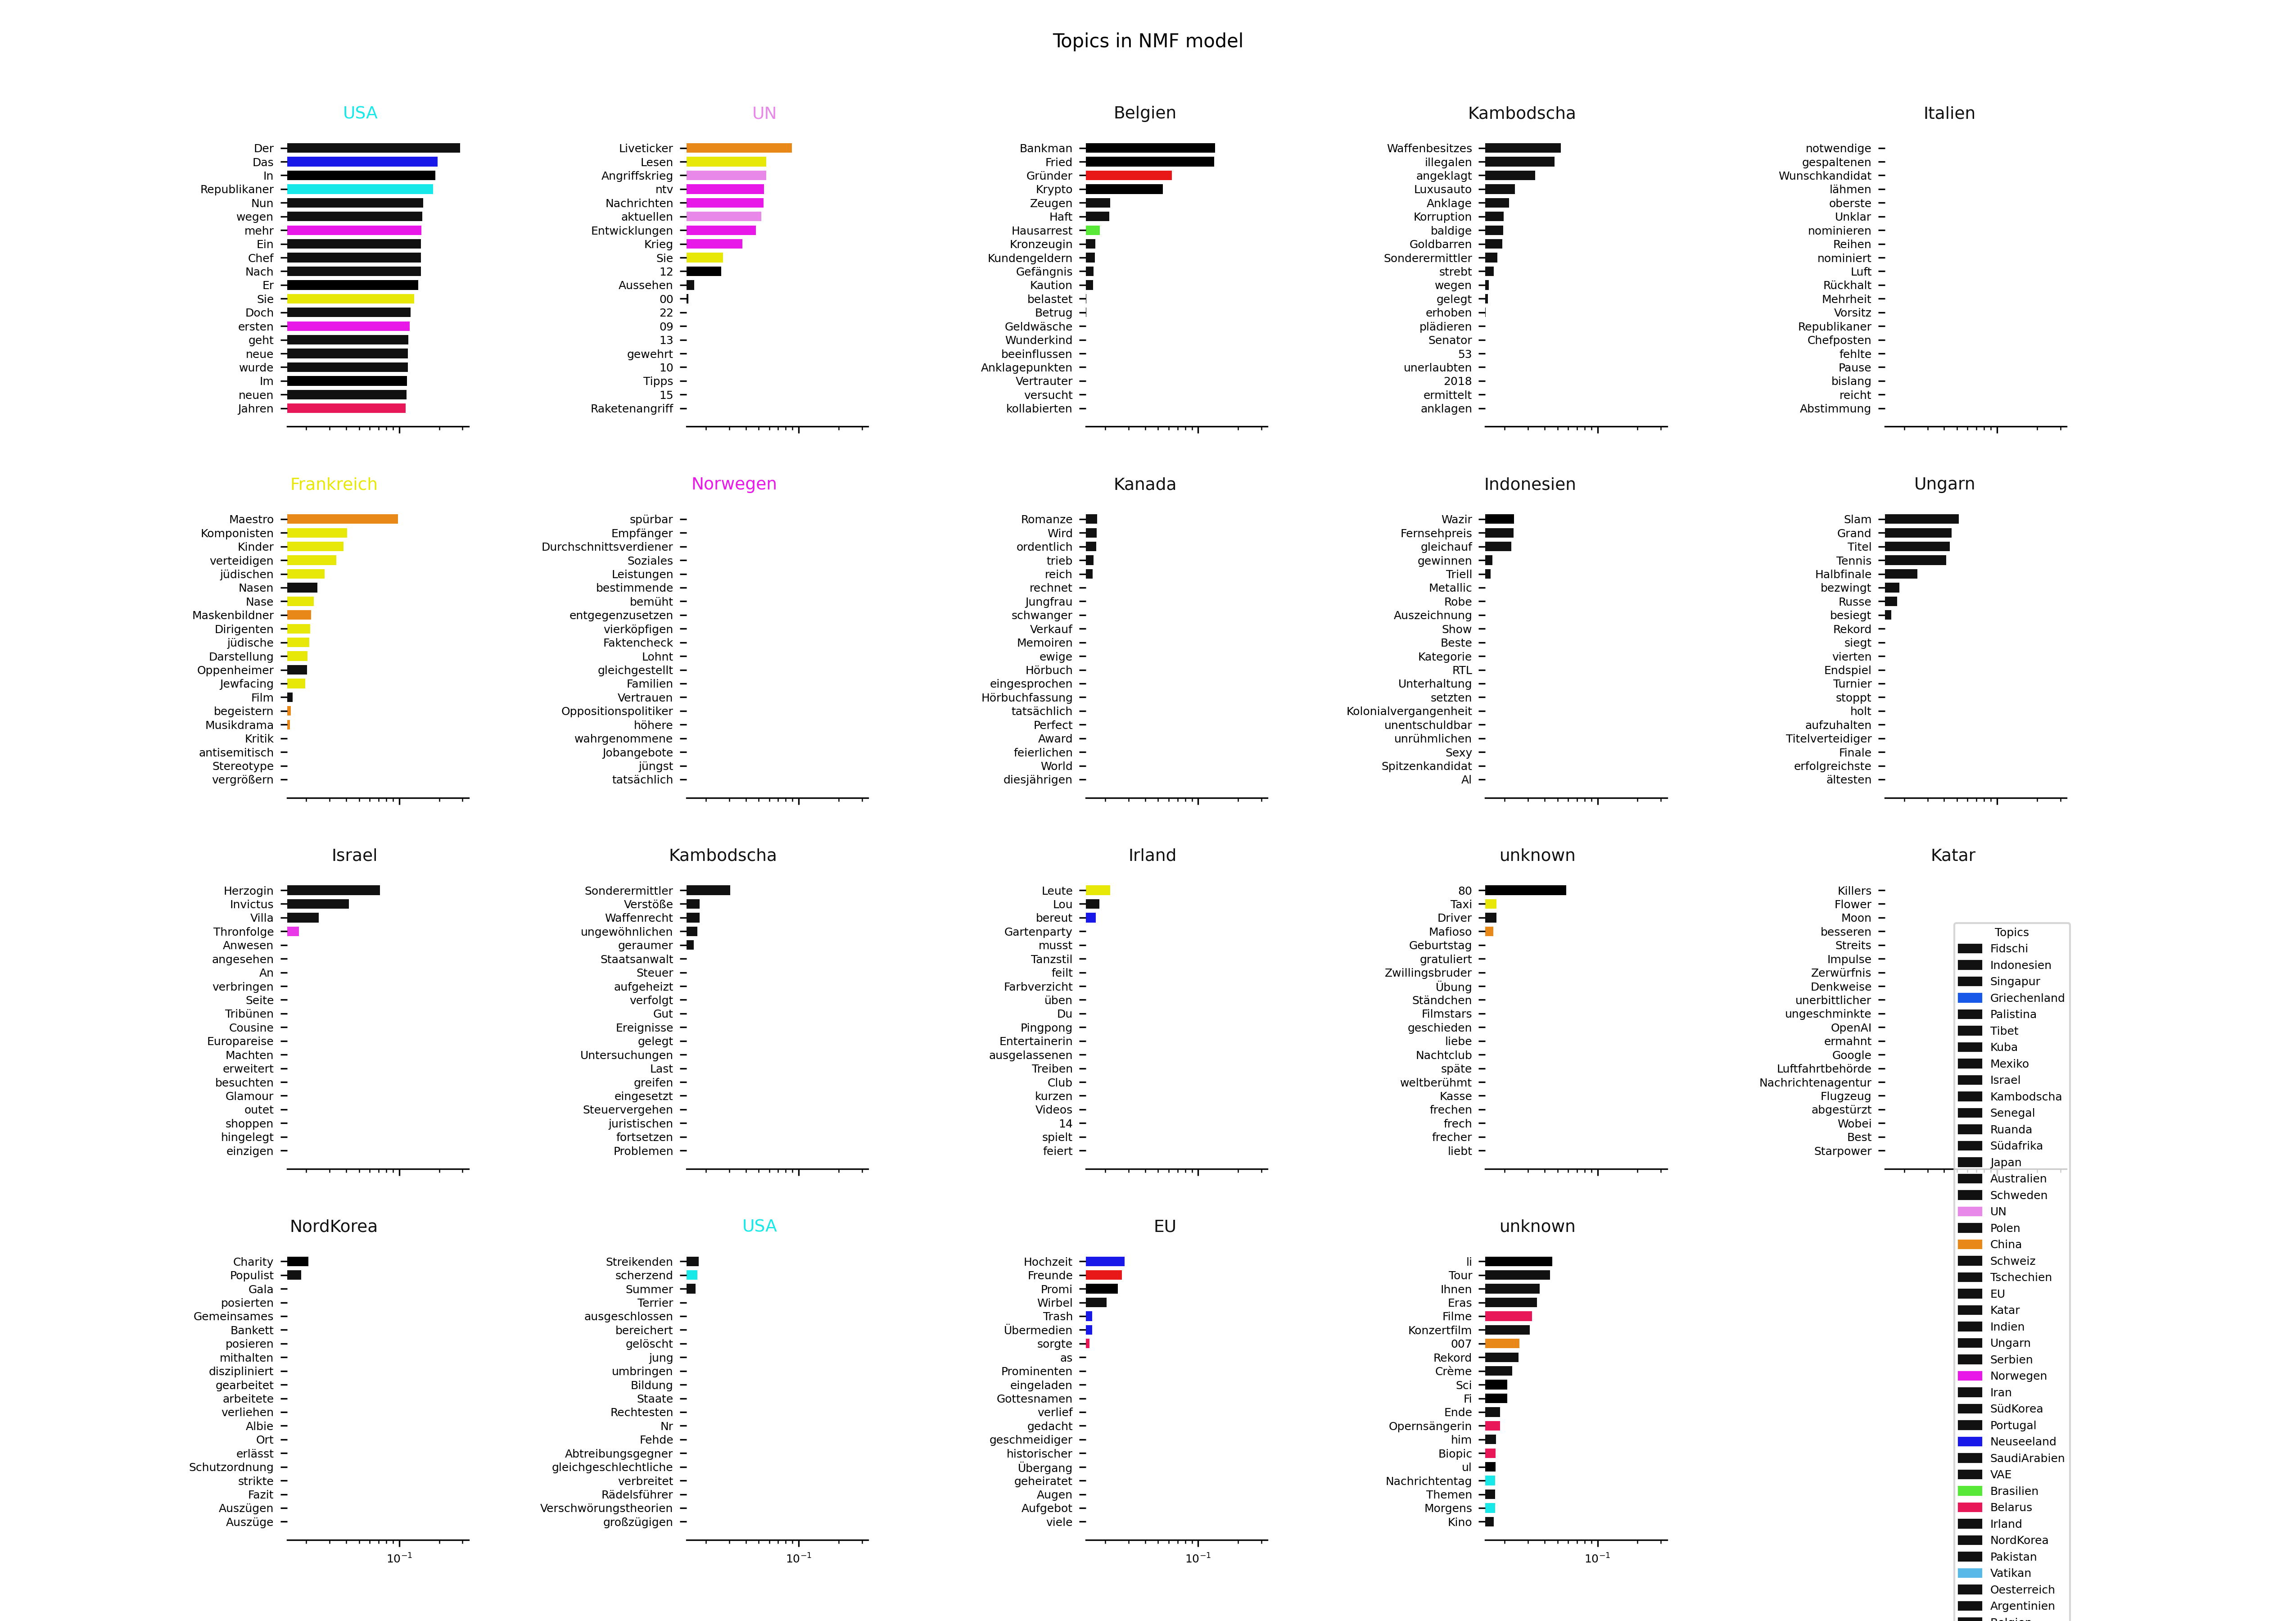 Topics in NMF model
USA
Der
Das
In
Republikaner
Nun
wegen
mehr
Ein
Chef
Nach
Er
Sie
Doch
ersten
geht
neue
wurde
Im
neuen
Jahren
UN
Liveticker
Lesen
Angriffskrieg
ntv
Nachrichten
aktuellen
Entwicklungen
Krieg
Sie
12
Aussehen
00
22
09
13
gewehrt
10
Tipps
15
Raketenangriff
Belgien
Bankman
Fried
Gründer
Krypto
Zeugen
Haft
Hausarrest
Kronzeugin
Kundengeldern
Gefängnis
Kaution
belastet
Betrug
Geldwäsche
Wunderkind
beeinflussen
Anklagepunkten
Vertrauter
versucht
kollabierten
Kambodscha
Waffenbesitzes
illegalen
angeklagt
Luxusauto
Anklage
Korruption
baldige
Goldbarren
Sonderermittler
strebt
wegen
gelegt
erhoben
plädieren
Senator
53
unerlaubten
2018
ermittelt
anklagen
Italien
notwendige
gespaltenen
Wunschkandidat
lähmen
oberste
Unklar
nominieren
Reihen
nominiert
Luft
Rückhalt
Mehrheit
Vorsitz
Republikaner
Chefposten
fehlte
Pause
bislang
reicht
Abstimmung
Frankreich
Maestro
Komponisten
Kinder
verteidigen
jüdischen
Nasen
Nase
Maskenbildner
Dirigenten
jüdische
Darstellung
Oppenheimer
Jewfacing
Film
begeistern
Musikdrama
Kritik
antisemitisch
Stereotype
vergrößern
Norwegen
spürbar
Empfänger
Durchschnittsverdiener
Soziales
Leistungen
bestimmende
bemüht
entgegenzusetzen
vierköpfigen
Faktencheck
Lohnt
gleichgestellt
Familien
Vertrauen
Oppositionspolitiker
höhere
wahrgenommene
Jobangebote
jüngst
tatsächlich
Kanada
Romanze
Wird
ordentlich
trieb
reich
rechnet
Jungfrau
schwanger
Verkauf
Memoiren
ewige
Hörbuch
eingesprochen
Hörbuchfassung
tatsächlich
Perfect
Award
feierlichen
World
diesjährigen
Indonesien
Wazir
Fernsehpreis
gleichauf
gewinnen
Triell
Metallic
Robe
Auszeichnung
Show
Beste
Kategorie
RTL
Unterhaltung
setzten
Kolonialvergangenheit
unentschuldbar
unrühmlichen
Sexy
Spitzenkandidat
AI
Ungarn
Slam
Grand
Titel
Tennis
Halbfinale
bezwingt
Russe
besiegt
Rekord
siegt
vierten
Endspiel
Turnier
stoppt
holt
aufzuhalten
Titelverteidiger
Finale
erfolgreichste
ältesten
Israel
Herzogin
Invictus
Villa
Thronfolge
Anwesen
angesehen
An
verbringen
Seite
Tribünen
Cousine
Europareise
Machten
erweitert
besuchten
Glamour
outet
shoppen
hingelegt
einzigen
Kambodscha
Sonderermittler
Verstöße
Waffenrecht
ungewöhnlichen
geraumer
Staatsanwalt
Steuer
aufgeheizt
verfolgt
Gut
Ereignisse
gelegt
Untersuchungen
Last
greifen
eingesetzt
Steuervergehen
juristischen
fortsetzen
Problemen
Irland
Leute
Lou
bereut
Gartenparty
musst
Tanzstil
feilt
Farbverzicht
üben
Du
Pingpong
Entertainerin
ausgelassenen
Treiben
Club
kurzen
Videos
14
spielt
feiert
unknown
80
Taxi
Driver
Mafioso
Geburtstag
gratuliert
Zwillingsbruder
Übung
Ständchen
Filmstars
geschieden
liebe
Nachtclub
späte
weltberühmt
Kasse
frechen
frech
frecher
liebt
Katar
Killers
Flower
Moon
besseren
Streits
Impulse
Zerwürfnis
Denkweise
unerbittlicher
ungeschminkte
OpenAI
ermahnt
Google
Luftfahrtbehörde
Nachrichtenagentur
Flugzeug
abgestürzt
Wobei
Best
Starpower
NordKorea
Charity
Populist
Gala
posierten
Gemeinsames
Bankett
posieren
mithalten
diszipliniert
gearbeitet
arbeitete
verliehen
Albie
Ort
erlässt
Schutzordnung
strikte
Fazit
Auszügen
Auszüge
10⁻¹
USA
Streikenden
scherzend
Summer
Terrier
ausgeschlossen
bereichert
gelöscht
jung
umbringen
Bildung
Staate
Rechtesten
Nr
Fehde
Abtreibungsgegner
gleichgeschlechtliche
verbreitet
Rädelsführer
Verschwörungstheorien
großzügigen
10⁻¹
EU
Hochzeit
Freunde
Promi
Wirbel
Trash
Übermedien
sorgte
as
Prominenten
eingeladen
Gottesnamen
verlief
gedacht
geschmeidiger
historischer
Übergang
geheiratet
Augen
Aufgebot
viele
10⁻¹
unknown
li
Tour
Ihnen
Eras
Filme
Konzertfilm
007
Rekord
Crème
Sci
Fi
Ende
Opernsängerin
him
Biopic
ul
Nachrichtentag
Themen
Morgens
Kino
10⁻¹
Topics
Fidschi
Indonesien
Singapur
Griechenland
Palistina
Tibet
Kuba
Mexiko
Israel
Kambodscha
Senegal
Ruanda
Südafrika
Japan
Australien
Schweden
UN
Polen
China
Schweiz
Tschechien
EU
Katar
Indien
Ungarn
Serbien
Norwegen
Iran
SüdKorea
Portugal
Neuseeland
SaudiArabien
VAE
Brasilien
Belarus
Irland
NordKorea
Pakistan
Vatikan
Oesterreich
Argentinien